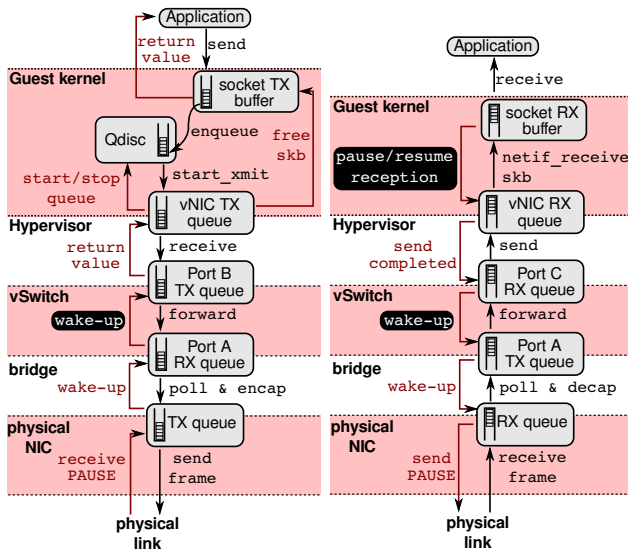 Application
return
value
send
Guest kernel
socket TX
buffer
enqueue
Qdisc
free
skb
start/stop
queue
start_xmit
vNIC TX
queue
Hypervisor
return
value
receive
Port B
TX queue
vSwitch
wake-up
forward
Port A
RX queue
bridge
wake-up
poll & encap
physical
NIC
TX queue
receive
PAUSE
send
frame
physical
link
Application
receive
Guest kernel
socket RX
buffer
pause/resume
reception
netif_receive
skb
vNIC RX
queue
Hypervisor
send
completed
send
Port C
RX queue
vSwitch
wake-up
forward
Port A
TX queue
bridge
wake-up
poll & decap
physical
NIC
RX queue
send
PAUSE
receive
frame
physical
link